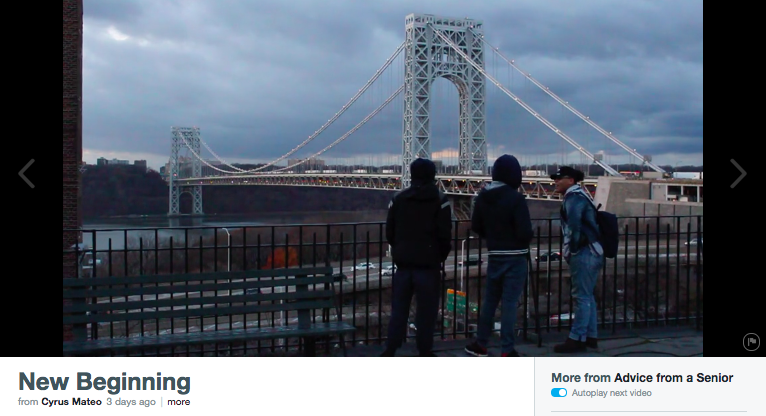 New Beginning
from Cyrus Mateo 3 days ago | more
More from Advice from a Senior
Autoplay next video